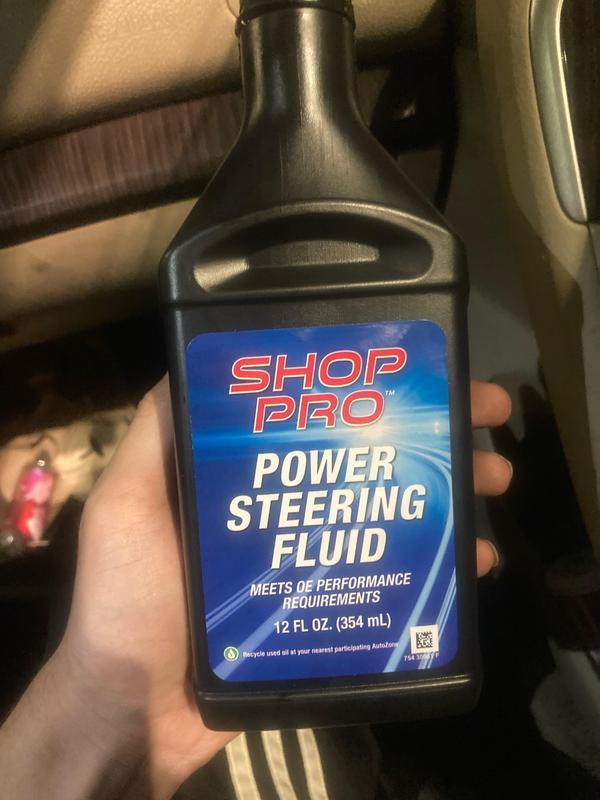 SHOP
PRO™
POWER
STEERING
FLUID
MEETS OE PERFORMANCE
REQUIREMENTS
12 FL OZ. (354 mL)
Recycle used oil at your nearest participating AutoZone